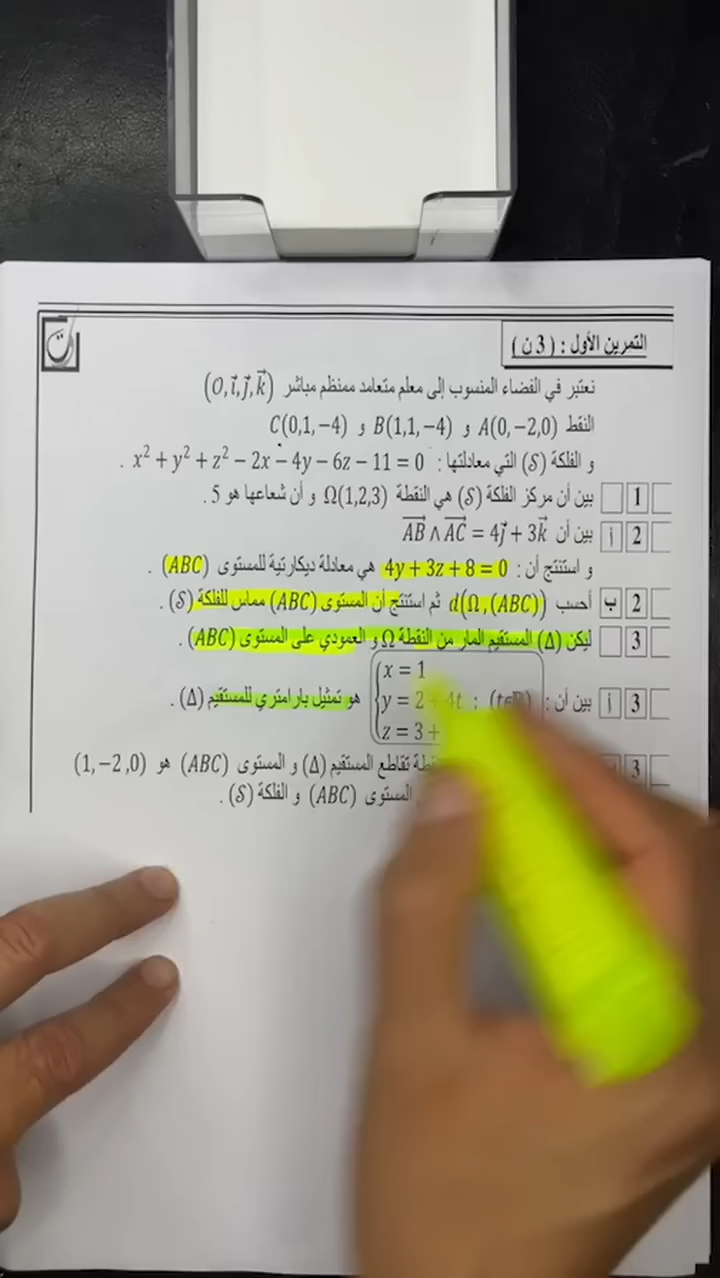 التمرين الأول : ( 3 ن )
ت
نعتبر في الفضاء المنسوب إلى معلم متعامد ممنظم مباشر (O, i⃗, j⃗, k⃗)
النقط A(0,−2,0) و B(1,1,−4) و C(0,1,−4)
و الفلكة (S) التي معادلتها : x² + y² + z² − 2x − 4y − 6z − 11 = 0 .
1 بين أن مركز الفلكة (S) هي النقطة Ω(1,2,3) و أن شعاعها هو 5 .
2 أ بين أن AB⃗ ∧ AC⃗ = 4j⃗ + 3k⃗
و استنتج أن : 4y + 3z + 8 = 0 هي معادلة ديكارتية للمستوى (ABC) .
2 ب أحسب d(Ω, (ABC)) ثم استنتج أن المستوى (ABC) مماس للفلكة (S) .
3 ليكن (Δ) المستقيم المار من النقطة Ω و العمودي على المستوى (ABC) .
3 أ بين أن : { x = 1
y = 2 + 4t : (t∈ℝ) هو تمثيل بارامتري للمستقيم (Δ) .
z = 3 +
3 تقاطع المستقيم (Δ) و المستوى (ABC) هو (1,−2,0)
المستوى (ABC) و الفلكة (S) .